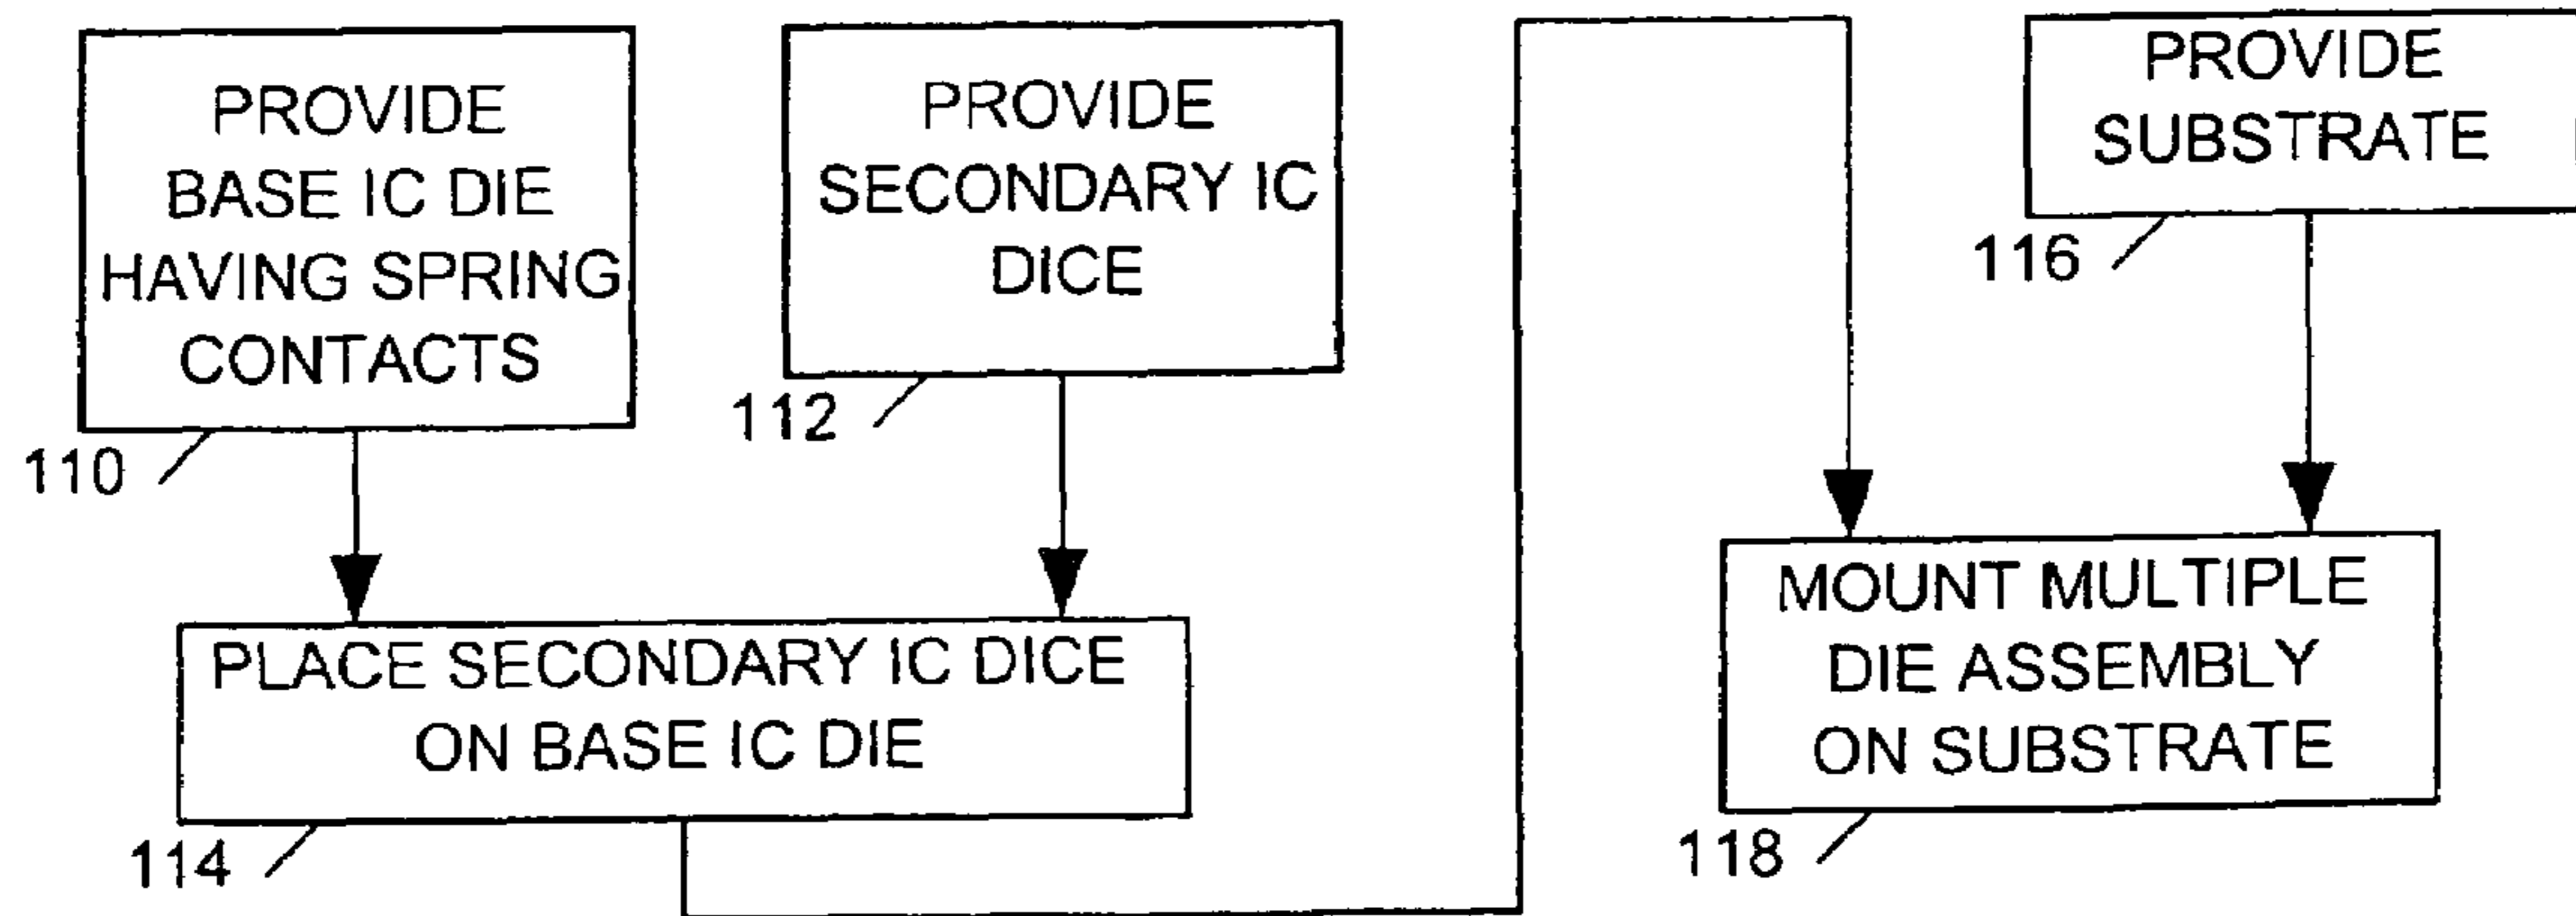 PROVIDE
BASE IC DIE
HAVING SPRING
CONTACTS
110
PROVIDE
SECONDARY IC
DICE
112
PLACE SECONDARY IC DICE
ON BASE IC DIE
114
PROVIDE
SUBSTRATE
116
MOUNT MULTIPLE
DIE ASSEMBLY
ON SUBSTRATE
118